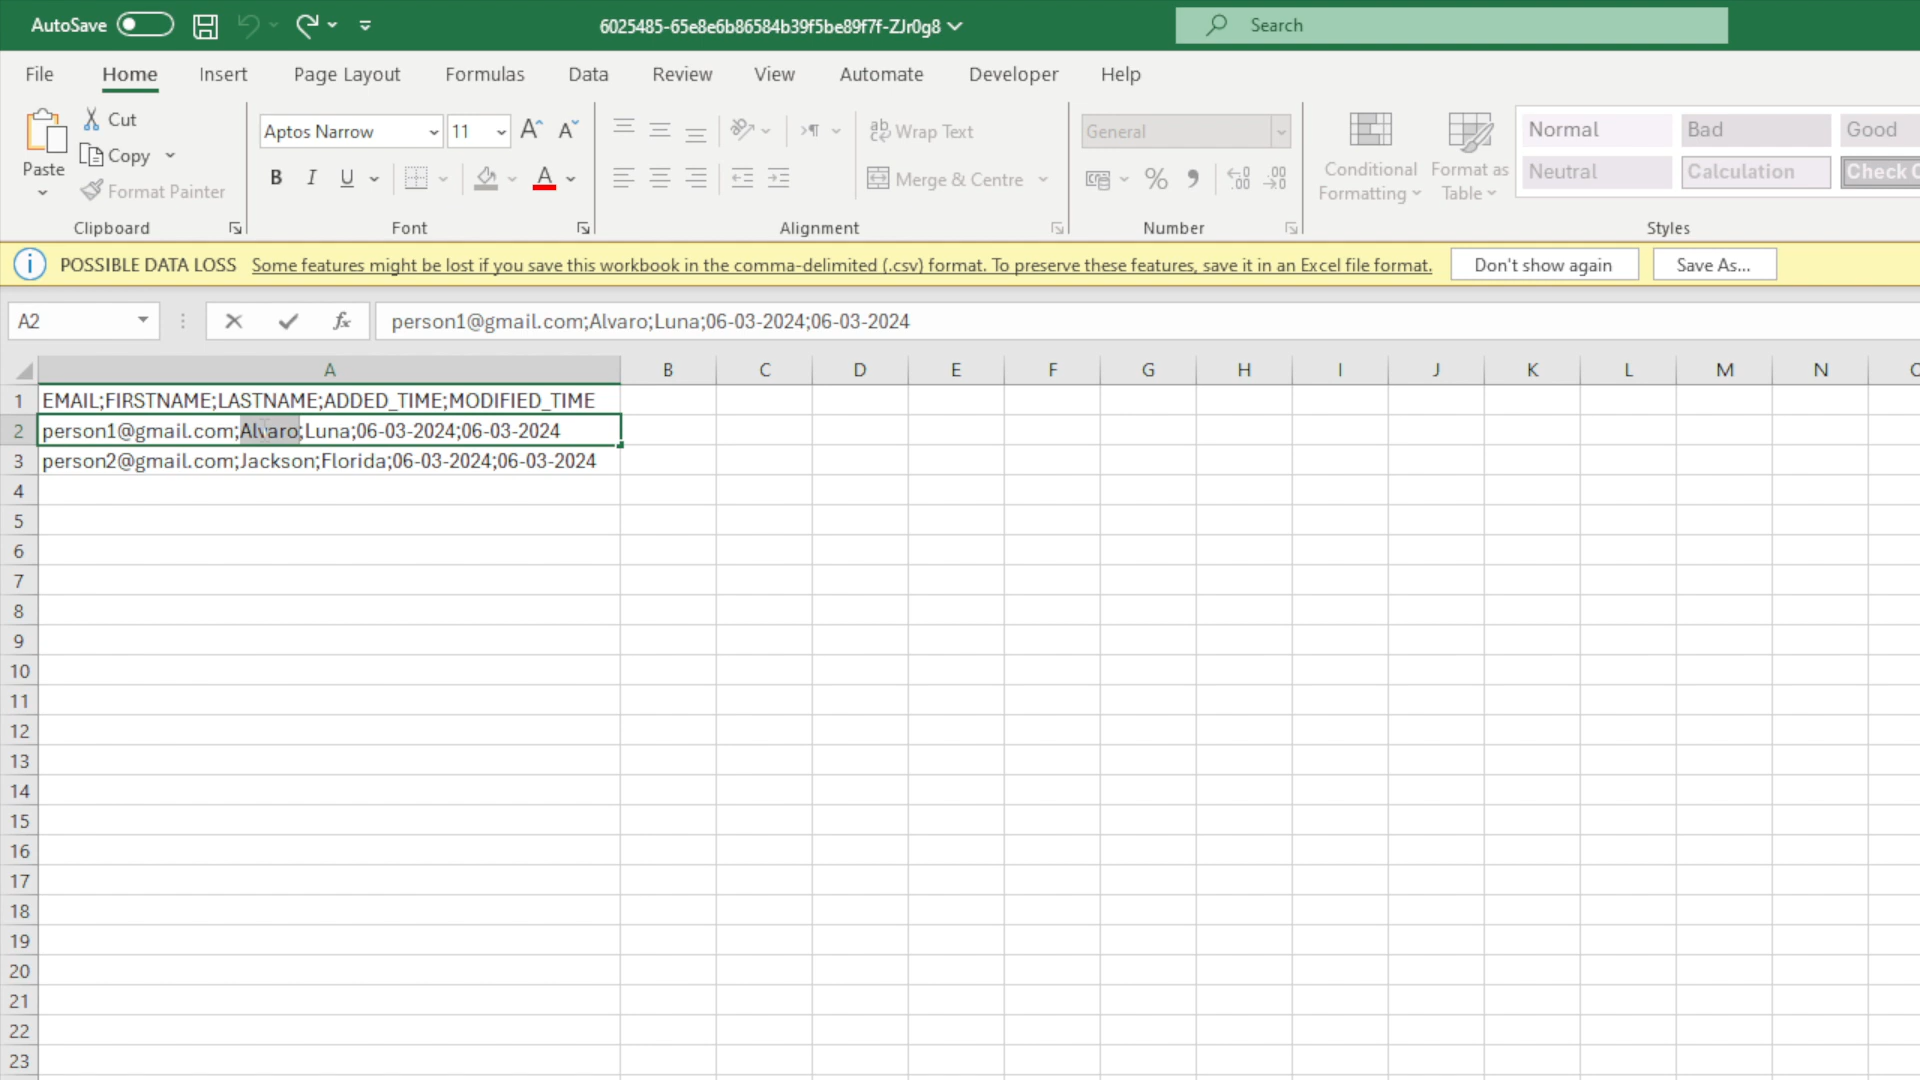 AutoSave
6025485-65e8e6b86584b39f5be89f7f-ZJr0g8
Search
File Home Insert Page Layout Formulas Data Review View Automate Developer Help
Paste
Cut
Copy
Format Painter
Clipboard
Aptos Narrow 11
B I U
Font
Wrap Text
Merge & Centre
Alignment
General
Number
Conditional Formatting
Format as Table
Normal Bad Good
Neutral Calculation Check C
Styles
POSSIBLE DATA LOSS Some features might be lost if you save this workbook in the comma-delimited (.csv) format. To preserve these features, save it in an Excel file format. Don't show again Save As...
A2 fx person1@gmail.com;Alvaro;Luna;06-03-2024;06-03-2024
A B C D E F G H I J K L M N
1 EMAIL;FIRSTNAME;LASTNAME;ADDED_TIME;MODIFIED_TIME
2 person1@gmail.com;Alvaro;Luna;06-03-2024;06-03-2024
3 person2@gmail.com;Jackson;Florida;06-03-2024;06-03-2024
4
5
6
7
8
9
10
11
12
13
14
15
16
17
18
19
20
21
22
23